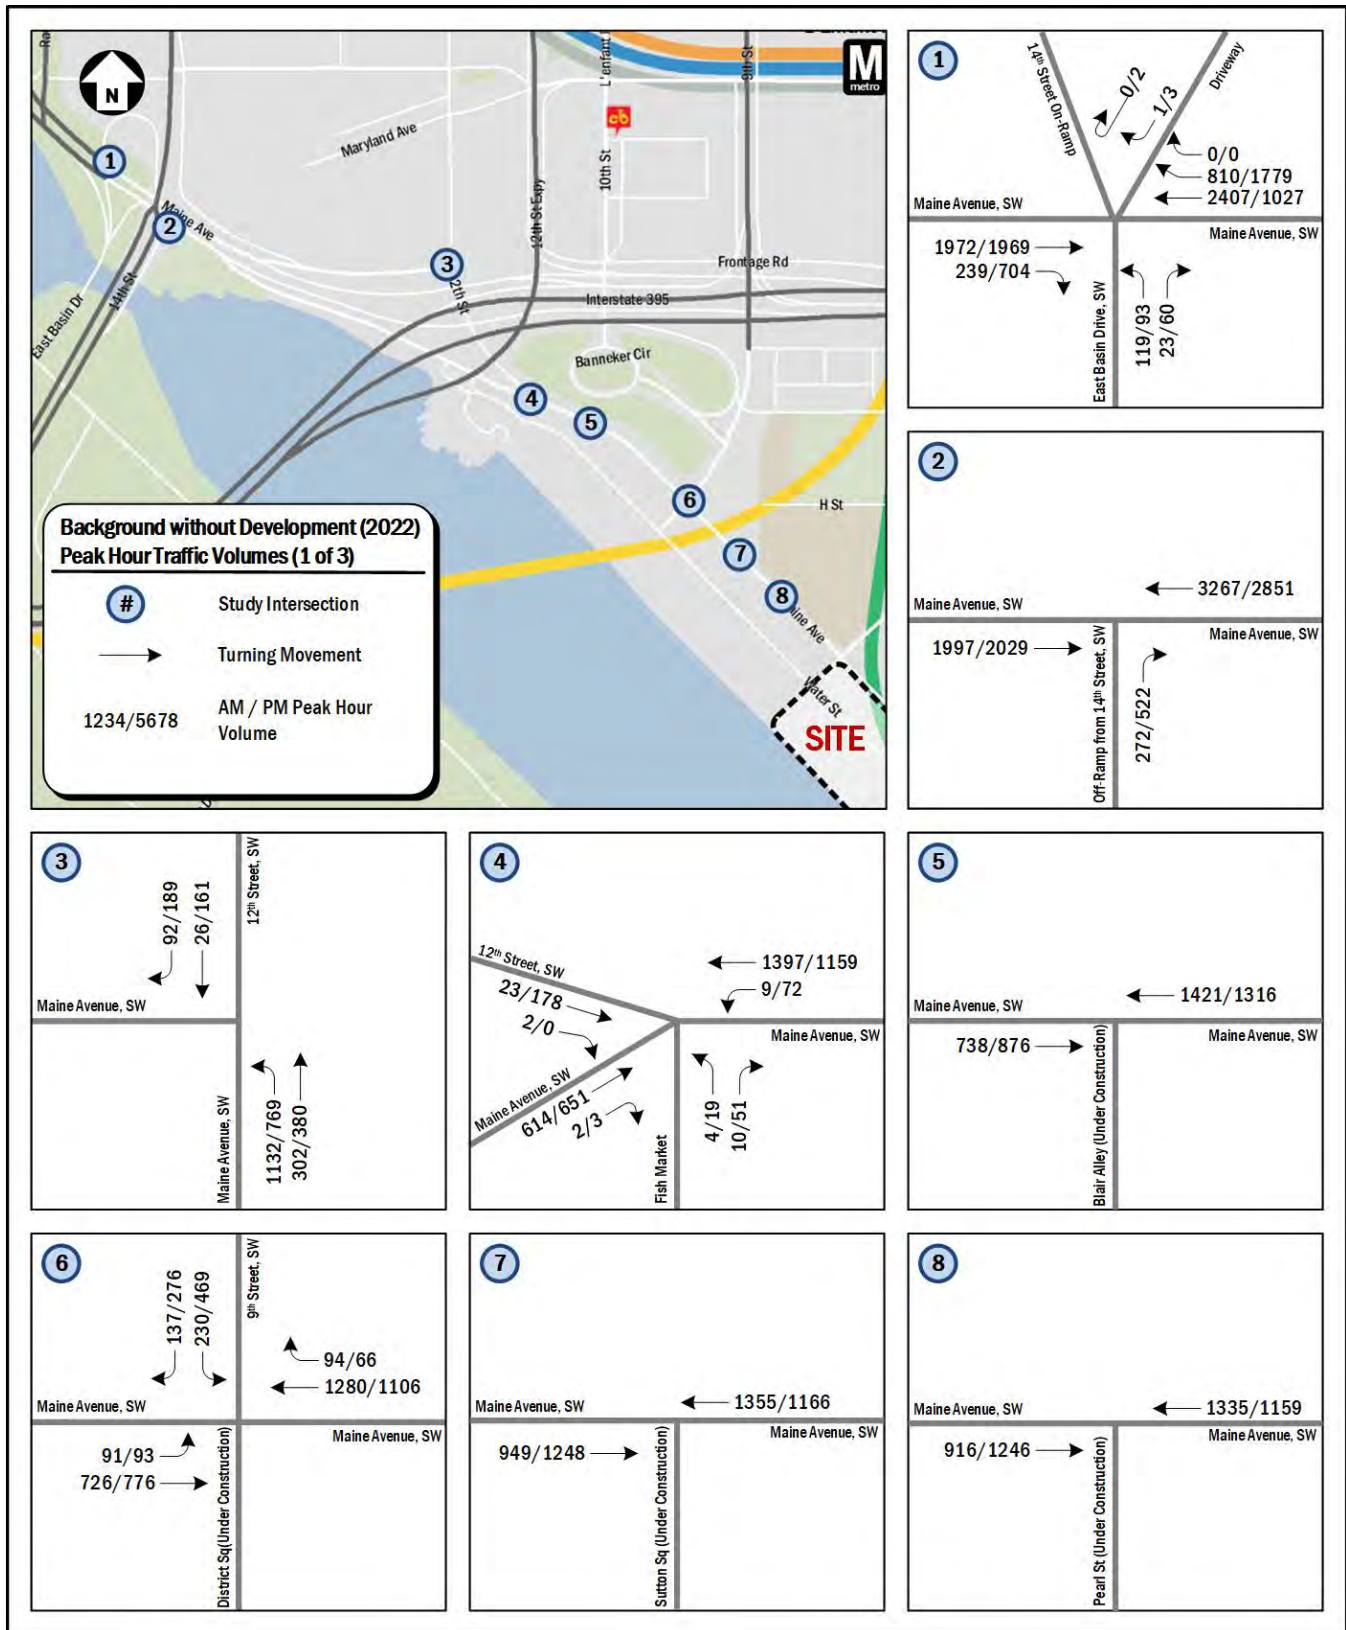 Ra
N
Maryland Ave
L'enfant
9th St
M
metro
cb
10th St
12th St Expy
1
Maine Ave
2
3
2th St
Frontage Rd
Interstate 395
14th St
East Basin Dr
Banneker Cir
4
5
6
H St
7
8
ine Ave
Water St
SITE
Background without Development (2022)
Peak Hour Traffic Volumes (1 of 3)
#
Study Intersection
Turning Movement
1234/5678
AM / PM Peak Hour
Volume
1
14th Street On-Ramp
0/2
1/3
Driveway
0/0
810/1779
2407/1027
Maine Avenue, SW
Maine Avenue, SW
1972/1969
239/704
East Basin Drive, SW
119/93
23/60
2
3267/2851
Maine Avenue, SW
Maine Avenue, SW
1997/2029
Off-Ramp from 14th Street, SW
272/522
3
92/189
26/161
12th Street, SW
Maine Avenue, SW
Maine Avenue, SW
1132/769
302/380
4
12th Street, SW
23/178
2/0
1397/1159
9/72
Maine Avenue, SW
Maine Avenue, SW
614/651
2/3
Fish Market
4/19
10/51
5
1421/1316
Maine Avenue, SW
Maine Avenue, SW
738/876
Blair Alley (Under Construction)
6
137/276
230/469
9th Street, SW
94/66
1280/1106
Maine Avenue, SW
Maine Avenue, SW
91/93
726/776
District Sq(Under Construction)
7
1355/1166
Maine Avenue, SW
Maine Avenue, SW
949/1248
Sutton Sq (Under Construction)
8
1335/1159
Maine Avenue, SW
Maine Avenue, SW
916/1246
Pearl St (Under Construction)